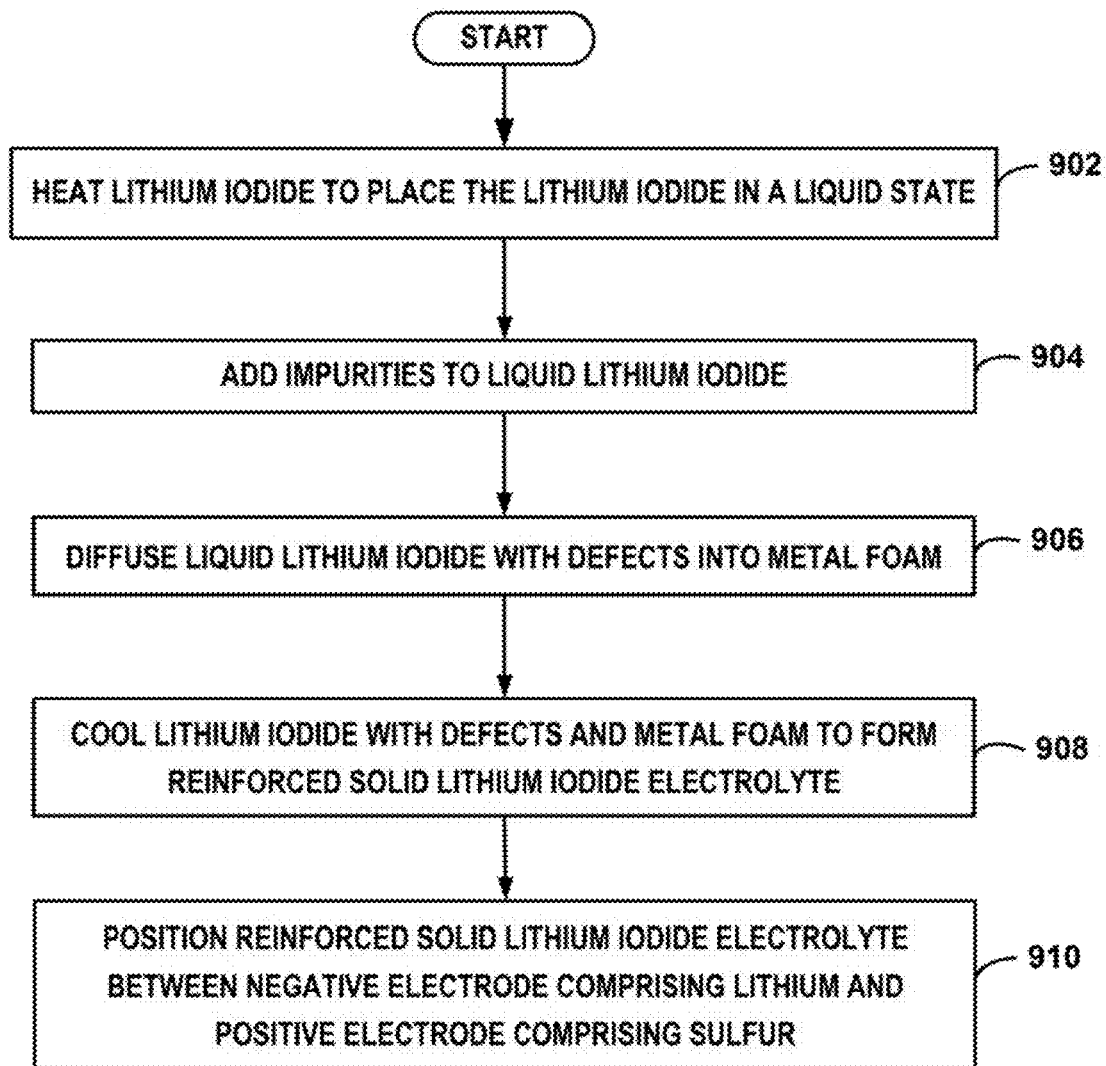 START
HEAT LITHIUM IODIDE TO PLACE THE LITHIUM IODIDE IN A LIQUID STATE
902
ADD IMPURITIES TO LIQUID LITHIUM IODIDE
904
DIFFUSE LIQUID LITHIUM IODIDE WITH DEFECTS INTO METAL FOAM
906
COOL LITHIUM IODIDE WITH DEFECTS AND METAL FOAM TO FORM
REINFORCED SOLID LITHIUM IODIDE ELECTROLYTE
908
POSITION REINFORCED SOLID LITHIUM IODIDE ELECTROLYTE
BETWEEN NEGATIVE ELECTRODE COMPRISING LITHIUM AND
POSITIVE ELECTRODE COMPRISING SULFUR
910